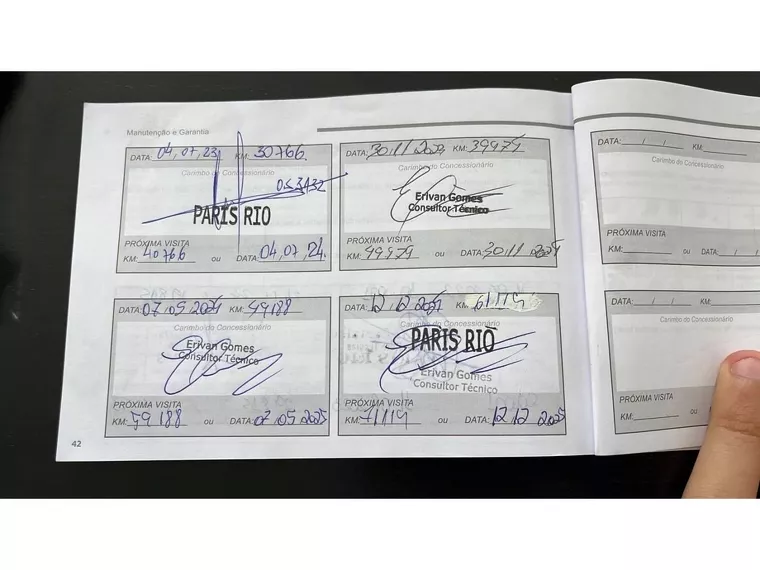 Manutenção e Garantia
DATA: 04, 07, 23 KM: 30766
Carimbo do Concessionário
PARIS RIO
PRÓXIMA VISITA
KM: 40766 ou DATA: 04, 07, 24.
DATA: 30 11 KM: 39979
Carimbo do Concessionário
Erivan Gomes
Consultor Técnico
PRÓXIMA VISITA
KM: 49979 ou DATA: 30 11
DATA: 07 05 2024 KM: 49188
Carimbo do Concessionário
Erivan Gomes
Consultor Técnico
PRÓXIMA VISITA
KM: 59188 ou DATA: 07 05 2025
DATA: 12 12 2024 KM: 61119
Carimbo do Concessionário
PARIS RIO
Erivan Gomes
Consultor Técnico
PRÓXIMA VISITA
KM: 71119 ou DATA: 12 12 2025
42
DATA: / / KM:
Carimbo do Concessionário
PRÓXIMA VISITA
KM: ou DATA:
DATA: / / KM:
Carimbo do Concessionário
PRÓXIMA VISITA
KM: ou